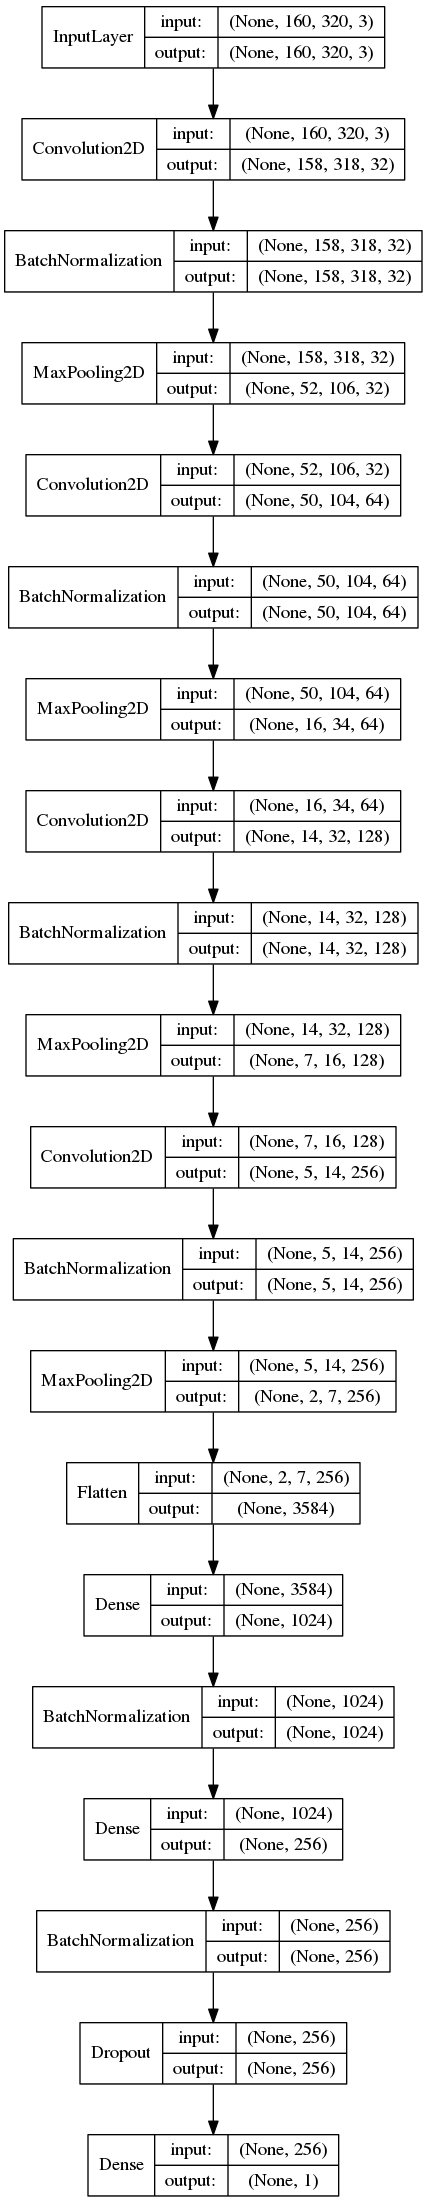 InputLayer
input: (None, 160, 320, 3)
output: (None, 160, 320, 3)
Convolution2D
input: (None, 160, 320, 3)
output: (None, 158, 318, 32)
BatchNormalization
input: (None, 158, 318, 32)
output: (None, 158, 318, 32)
MaxPooling2D
input: (None, 158, 318, 32)
output: (None, 52, 106, 32)
Convolution2D
input: (None, 52, 106, 32)
output: (None, 50, 104, 64)
BatchNormalization
input: (None, 50, 104, 64)
output: (None, 50, 104, 64)
MaxPooling2D
input: (None, 50, 104, 64)
output: (None, 16, 34, 64)
Convolution2D
input: (None, 16, 34, 64)
output: (None, 14, 32, 128)
BatchNormalization
input: (None, 14, 32, 128)
output: (None, 14, 32, 128)
MaxPooling2D
input: (None, 14, 32, 128)
output: (None, 7, 16, 128)
Convolution2D
input: (None, 7, 16, 128)
output: (None, 5, 14, 256)
BatchNormalization
input: (None, 5, 14, 256)
output: (None, 5, 14, 256)
MaxPooling2D
input: (None, 5, 14, 256)
output: (None, 2, 7, 256)
Flatten
input: (None, 2, 7, 256)
output: (None, 3584)
Dense
input: (None, 3584)
output: (None, 1024)
BatchNormalization
input: (None, 1024)
output: (None, 1024)
Dense
input: (None, 1024)
output: (None, 256)
BatchNormalization
input: (None, 256)
output: (None, 256)
Dropout
input: (None, 256)
output: (None, 256)
Dense
input: (None, 256)
output: (None, 1)